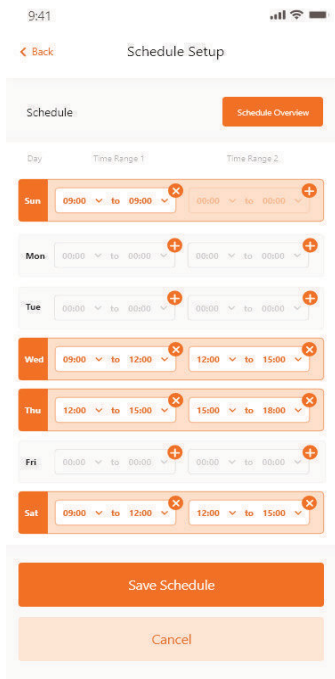 9:41
Back Schedule Setup
Schedule Schedule Overview
Day Time Range 1 Time Range 2
Sun 09:00 to 09:00 00:00 to 00:00
Mon 00:00 to 00:00 00:00 to 00:00
Tue 00:00 to 00:00 00:00 to 00:00
Wed 09:00 to 12:00 12:00 to 15:00
Thu 12:00 to 15:00 15:00 to 18:00
Fri 00:00 to 00:00 00:00 to 00:00
Sat 09:00 to 12:00 12:00 to 15:00
Save Schedule
Cancel